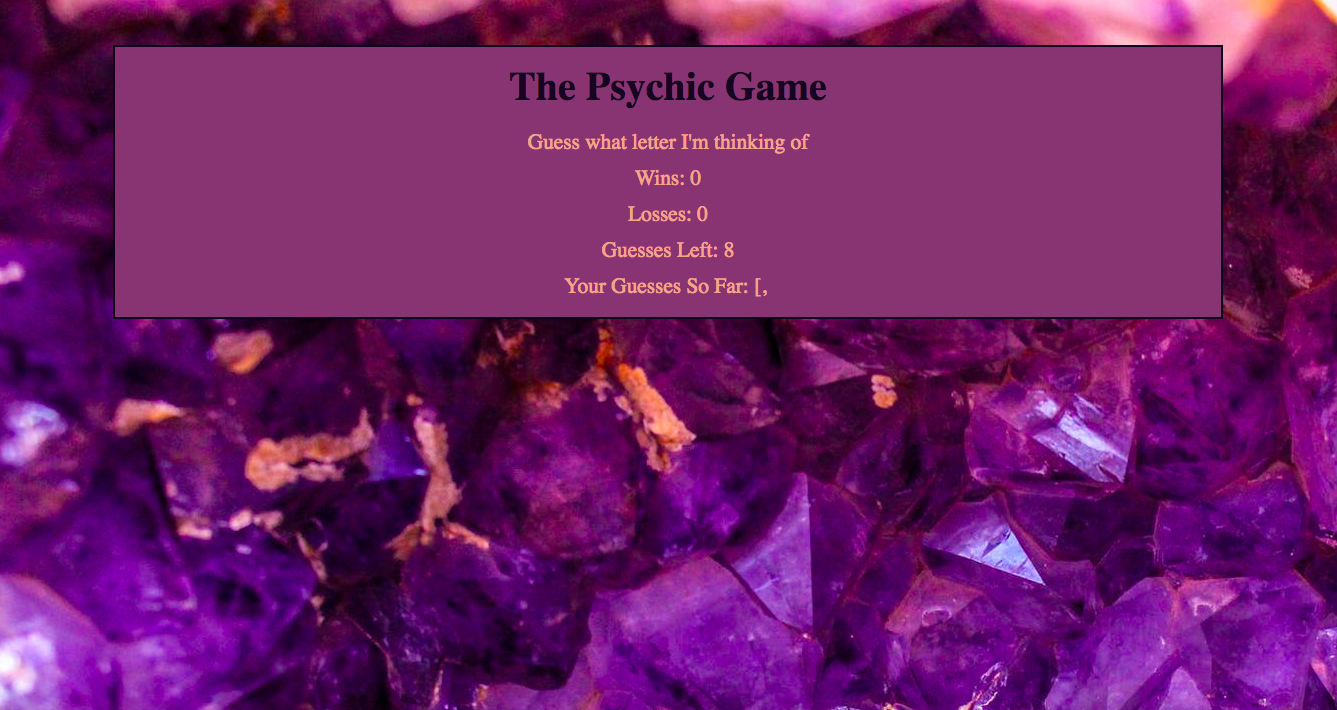 The Psychic Game
Guess what letter I'm thinking of
Wins: 0
Losses: 0
Guesses Left: 8
Your Guesses So Far: [,